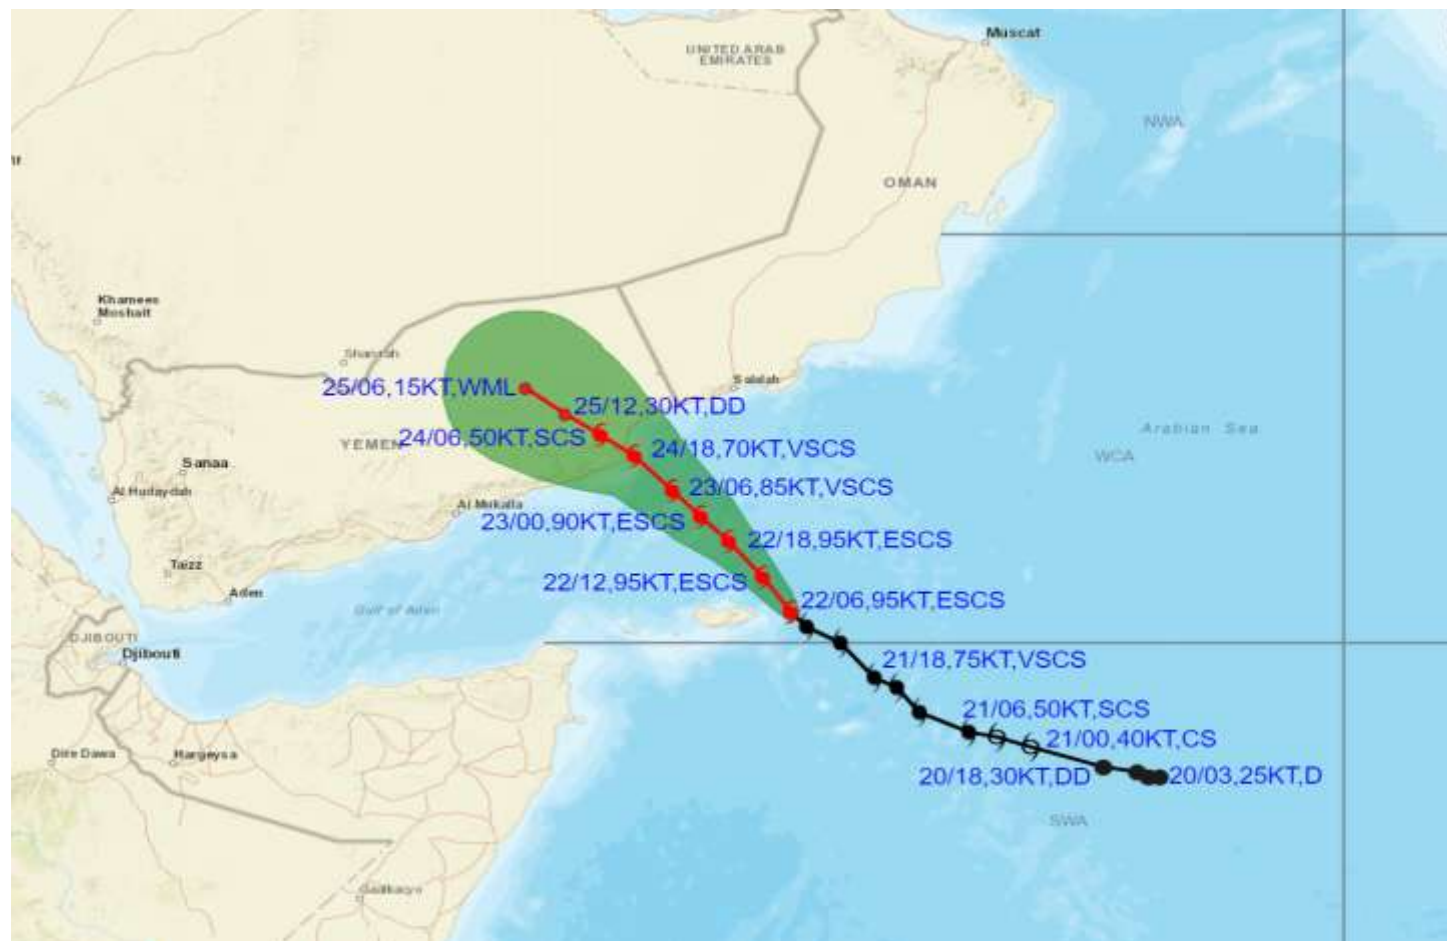 Muscat
UNITED ARAB
EMIRATES
NWA
OMAN
Khamees
Moshait
Sharurah
Salalah
25/06,15KT,WML
25/12,30KT,DD
24/06,50KT,SCS
YEMEN
24/18,70KT,VSCS
Arabian Sea
WCA
Sanaa
Al Hudaydah
23/06,85KT,VSCS
Al Mukalla
23/00,90KT,ESCS
22/18,95KT,ESCS
Taizz
22/12,95KT,ESCS
Aden
22/06,95KT,ESCS
Gulf of Aden
DJIBOUTI
Djibouti
21/18,75KT,VSCS
21/06,50KT,SCS
21/00,40KT,CS
Dire Dawa
Hargeysa
20/18,30KT,DD
20/03,25KT,D
SWA
Gaalkacyo